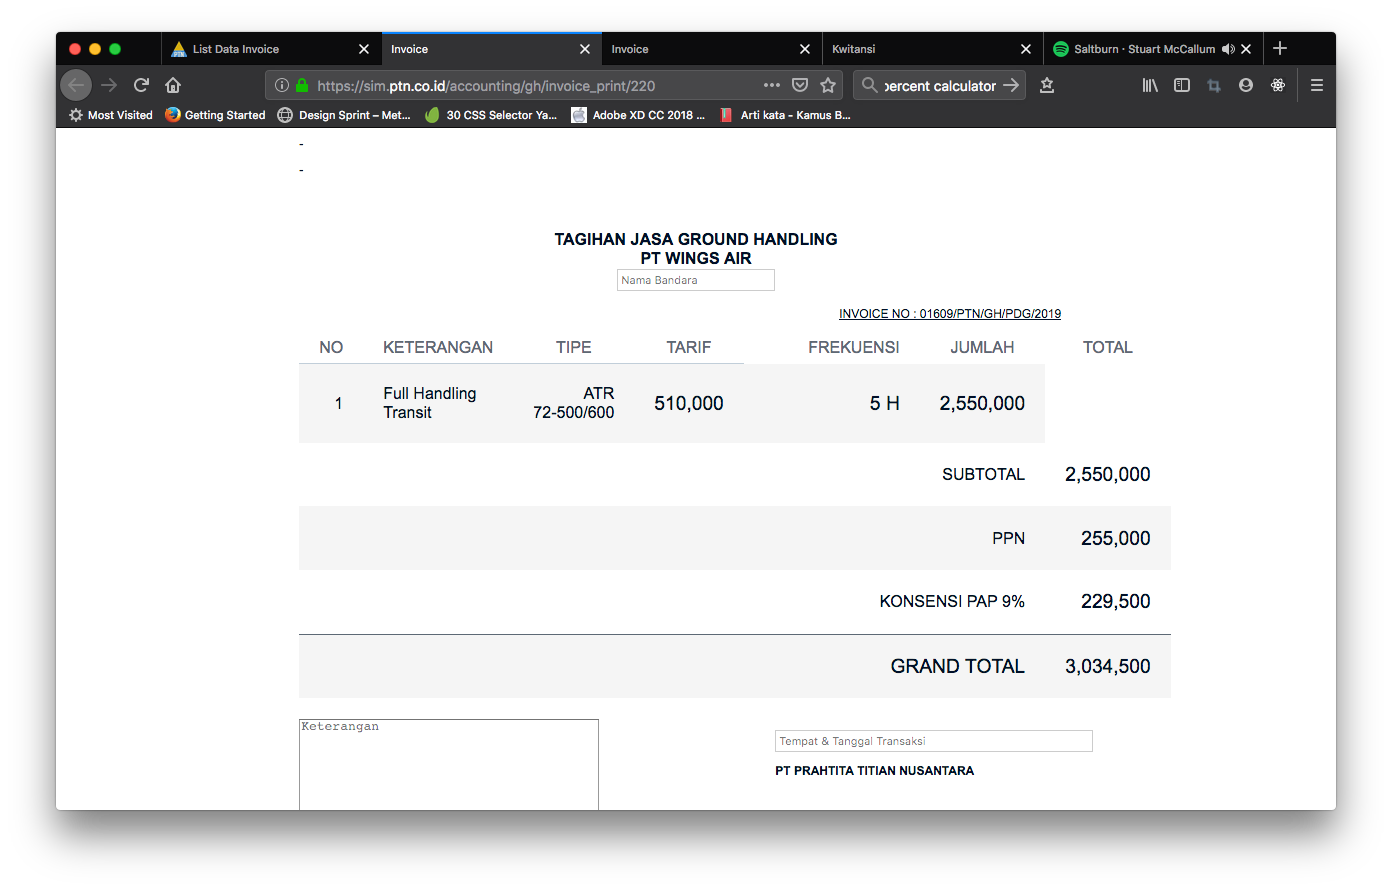 List Data Invoice
Invoice
Invoice
Kwitansi
Saltburn · Stuart McCallum
https://sim.ptn.co.id/accounting/gh/invoice_print/220
percent calculator
Most Visited
Getting Started
Design Sprint – Met...
30 CSS Selector Ya...
Adobe XD CC 2018 ...
Arti kata - Kamus B...
-
-
TAGIHAN JASA GROUND HANDLING
PT WINGS AIR
Nama Bandara
INVOICE NO : 01609/PTN/GH/PDG/2019
NO KETERANGAN TIPE TARIF FREKUENSI JUMLAH TOTAL
1 Full Handling Transit ATR 72-500/600 510,000 5 H 2,550,000
SUBTOTAL 2,550,000
PPN 255,000
KONSENSI PAP 9% 229,500
GRAND TOTAL 3,034,500
Keterangan
Tempat & Tanggal Transaksi
PT PRAHTITA TITIAN NUSANTARA